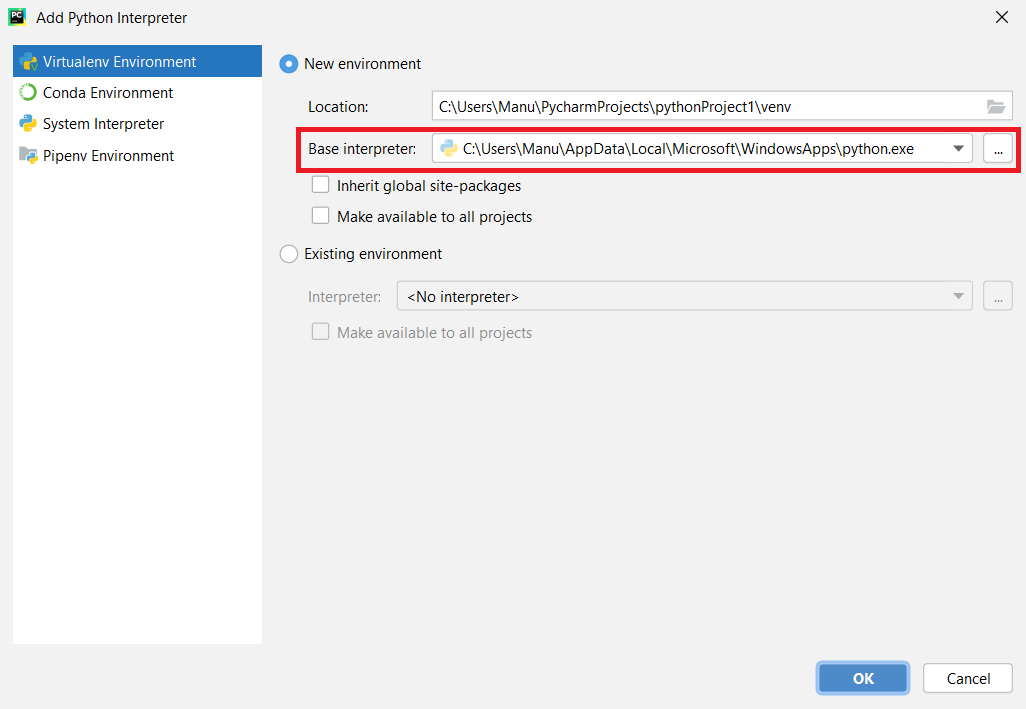 PC
Add Python Interpreter
Virtualenv Environment
Conda Environment
System Interpreter
Pipenv Environment
New environment
Location: C:\Users\Manu\PycharmProjects\pythonProject1\venv
Base interpreter: C:\Users\Manu\AppData\Local\Microsoft\WindowsApps\python.exe ...
Inherit global site-packages
Make available to all projects
Existing environment
Interpreter: <No interpreter> ...
Make available to all projects
OK Cancel